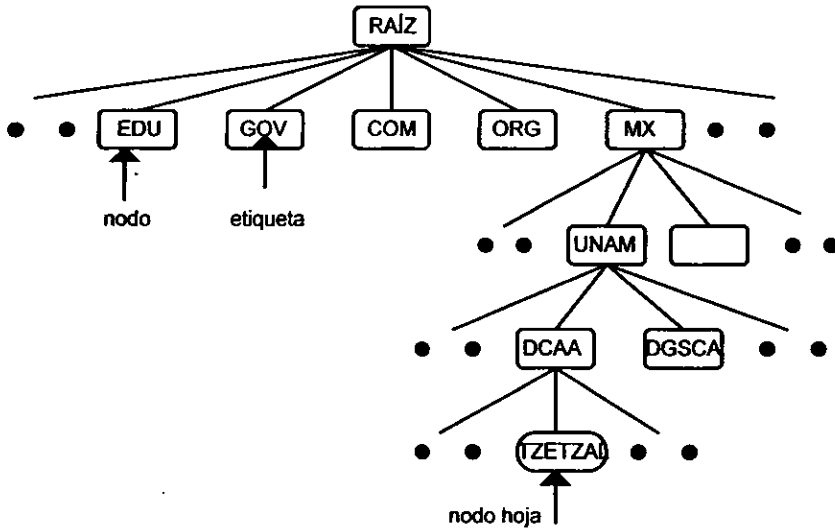 RAÍZ
EDU GOV COM ORG MX
nodo etiqueta
UNAM
DCAA DGSCA
TZETZAL
nodo hoja